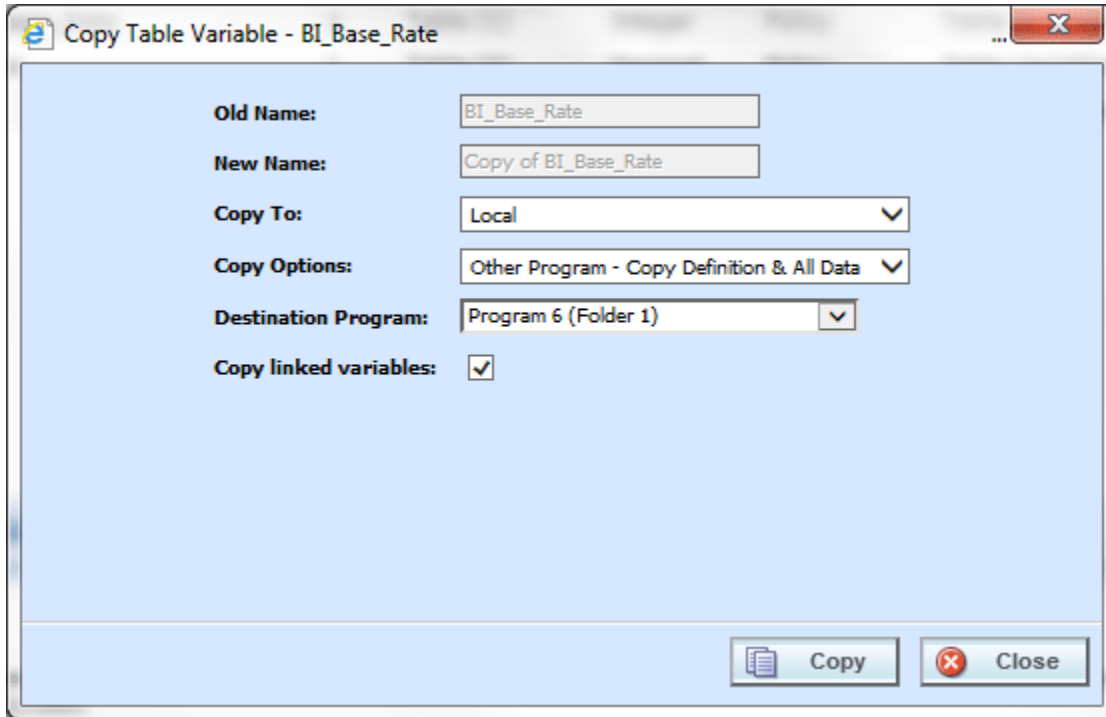 Copy Table Variable - BI_Base_Rate ...
Old Name: BI_Base_Rate
New Name: Copy of BI_Base_Rate
Copy To: Local
Copy Options: Other Program - Copy Definition & All Data
Destination Program: Program 6 (Folder 1)
Copy linked variables:
Copy Close